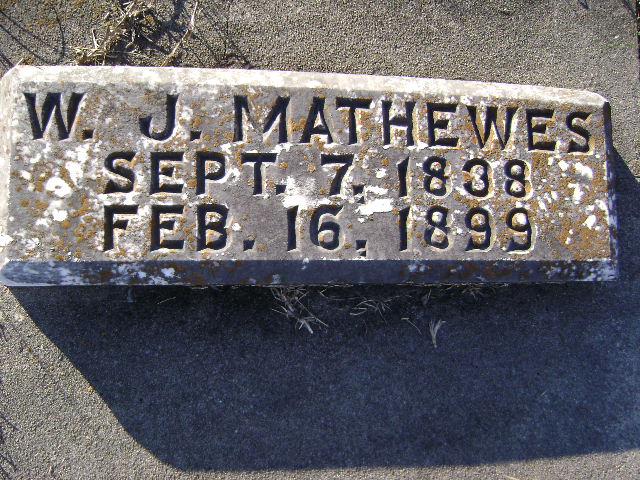 W. J. MATHEWES
SEPT. 7. 1838
FEB. 16. 1899